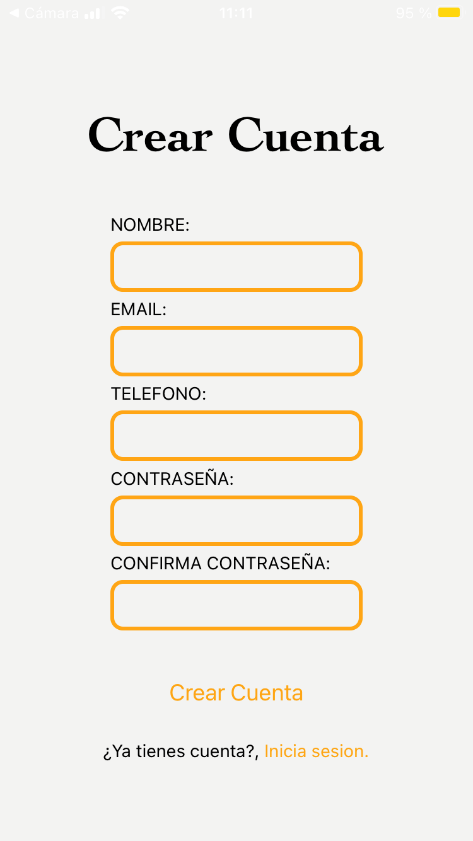 ◀ Cámara 11:11 95 %
Crear Cuenta
NOMBRE:
EMAIL:
TELEFONO:
CONTRASEÑA:
CONFIRMA CONTRASEÑA:
Crear Cuenta
¿Ya tienes cuenta?, Inicia sesion.